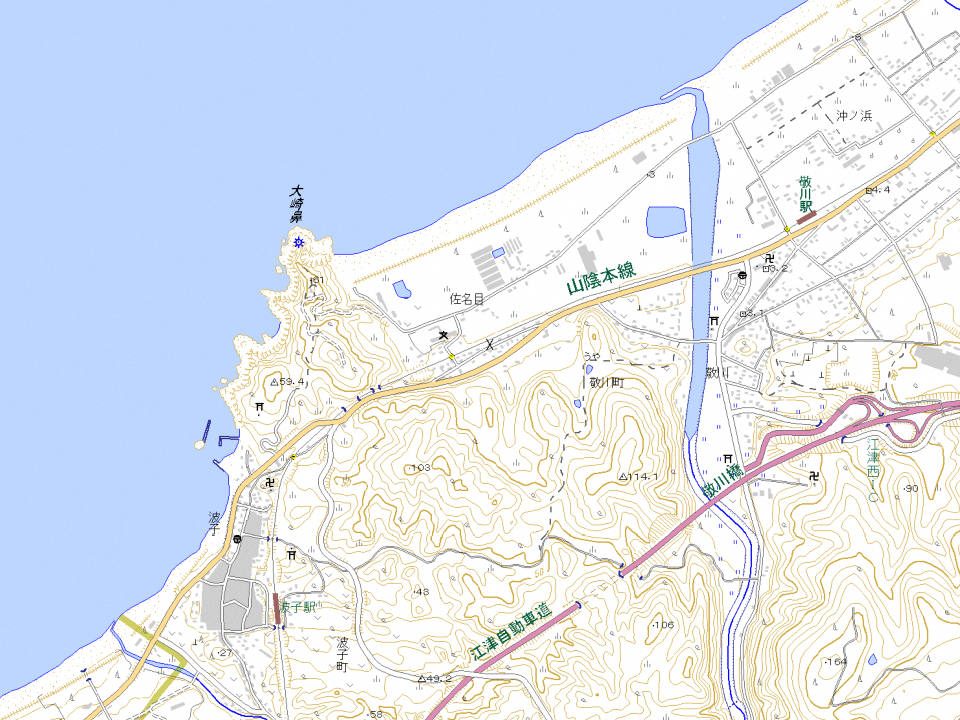 沖ノ浜
大崎鼻
敬川駅
4.4
3
3.2
山陰本線
佐名目
3.1
敬川
敬川町
59.4
103
114.1
敬川橋
江津西IC
90
波子
43
波子駅
江津自動車道
106
波子町
27
164
49.2
58